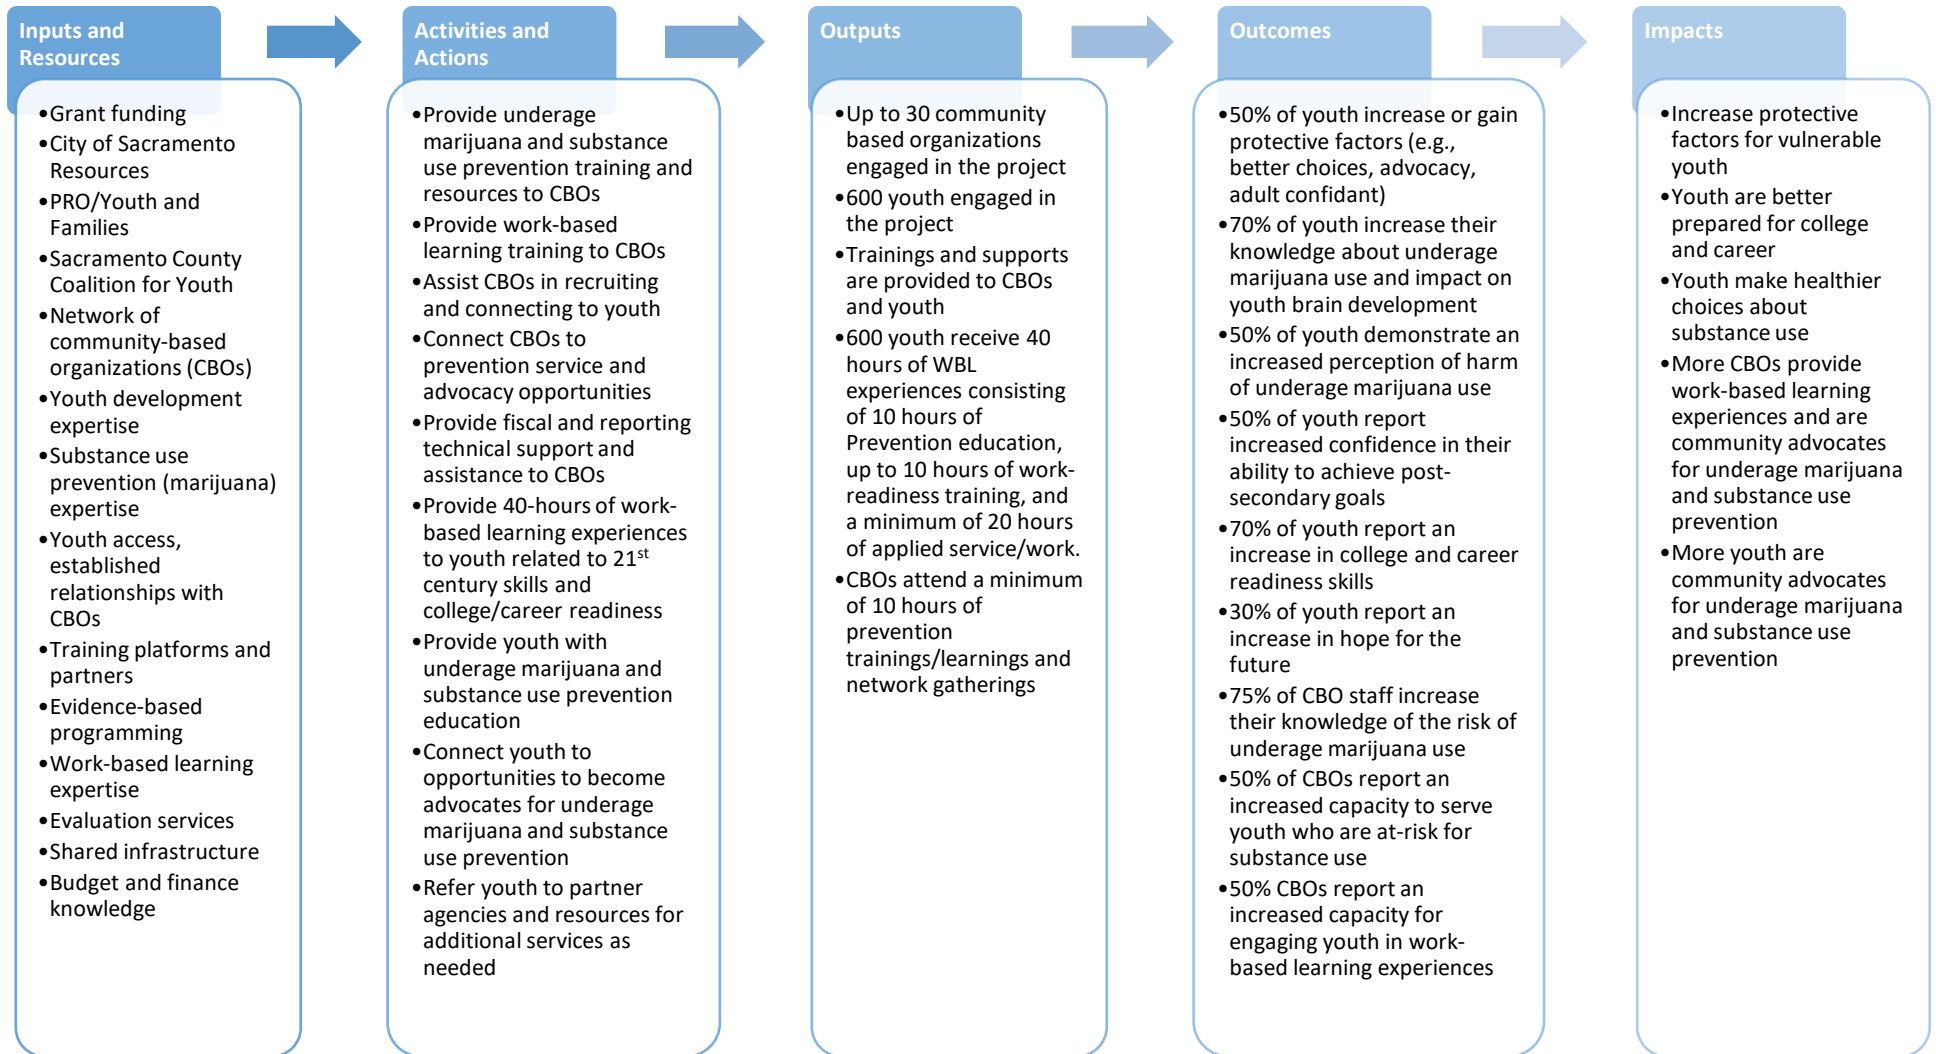 Inputs and
Resources
•Grant funding
•City of Sacramento
Resources
•PRO/Youth and
Families
•Sacramento County
Coalition for Youth
•Network of
community-based
organizations (CBOs)
•Youth development
expertise
•Substance use
prevention (marijuana)
expertise
•Youth access,
established
relationships with
CBOs
•Training platforms and
partners
•Evidence-based
programming
•Work-based learning
expertise
•Evaluation services
•Shared infrastructure
•Budget and finance
knowledge
Activities and
Actions
•Provide underage
marijuana and substance
use prevention training and
resources to CBOs
•Provide work-based
learning training to CBOs
•Assist CBOs in recruiting
and connecting to youth
•Connect CBOs to
prevention service and
advocacy opportunities
•Provide fiscal and reporting
technical support and
assistance to CBOs
•Provide 40-hours of work-
based learning experiences
to youth related to 21st
century skills and
college/career readiness
•Provide youth with
underage marijuana and
substance use prevention
education
•Connect youth to
opportunities to become
advocates for underage
marijuana and substance
use prevention
•Refer youth to partner
agencies and resources for
additional services as
needed
Outputs
•Up to 30 community
based organizations
engaged in the project
•600 youth engaged in
the project
•Trainings and supports
are provided to CBOs
and youth
•600 youth receive 40
hours of WBL
experiences consisting
of 10 hours of
Prevention education,
up to 10 hours of work-
readiness training, and
a minimum of 20 hours
of applied service/work.
•CBOs attend a minimum
of 10 hours of
prevention
trainings/learnings and
network gatherings
Outcomes
•50% of youth increase or gain
protective factors (e.g.,
better choices, advocacy,
adult confidant)
•70% of youth increase their
knowledge about underage
marijuana use and impact on
youth brain development
•50% of youth demonstrate an
increased perception of harm
of underage marijuana use
•50% of youth report
increased confidence in their
ability to achieve post-
secondary goals
•70% of youth report an
increase in college and career
readiness skills
•30% of youth report an
increase in hope for the
future
•75% of CBO staff increase
their knowledge of the risk of
underage marijuana use
•50% of CBOs report an
increased capacity to serve
youth who are at-risk for
substance use
•50% CBOs report an
increased capacity for
engaging youth in work-
based learning experiences
Impacts
•Increase protective
factors for vulnerable
youth
•Youth are better
prepared for college
and career
•Youth make healthier
choices about
substance use
•More CBOs provide
work-based learning
experiences and are
community advocates
for underage marijuana
and substance use
prevention
•More youth are
community advocates
for underage marijuana
and substance use
prevention